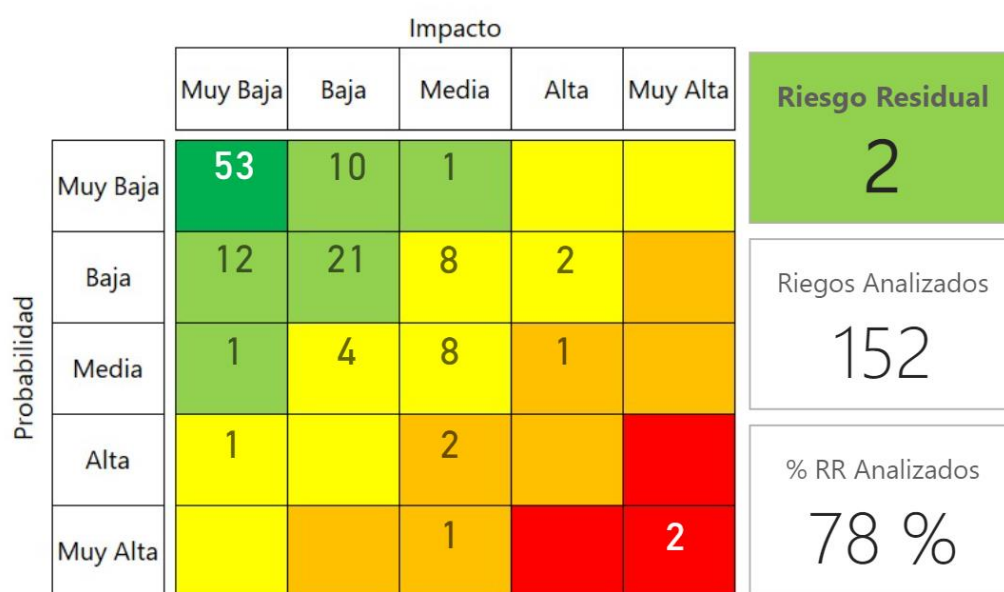 Impacto
Muy Baja Baja Media Alta Muy Alta
Probabilidad
Muy Baja 53 10 1
Baja 12 21 8 2
Media 1 4 8 1
Alta 1 2
Muy Alta 1 2
Riesgo Residual
2
Riegos Analizados
152
% RR Analizados
78 %